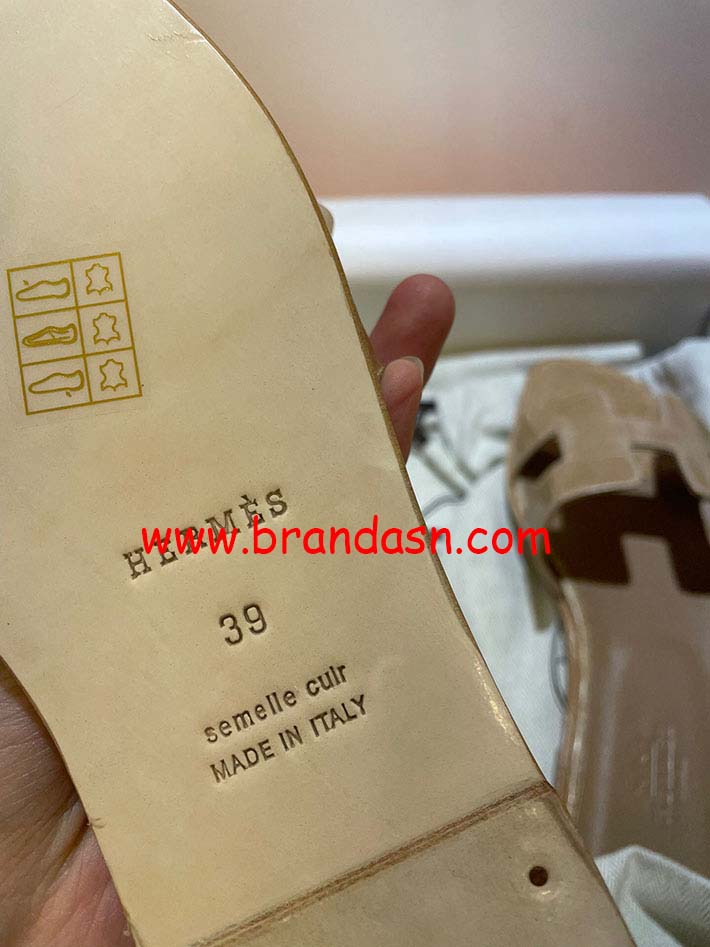 HERMÈS
www.brandasn.com
39
semelle cuir
MADE IN ITALY